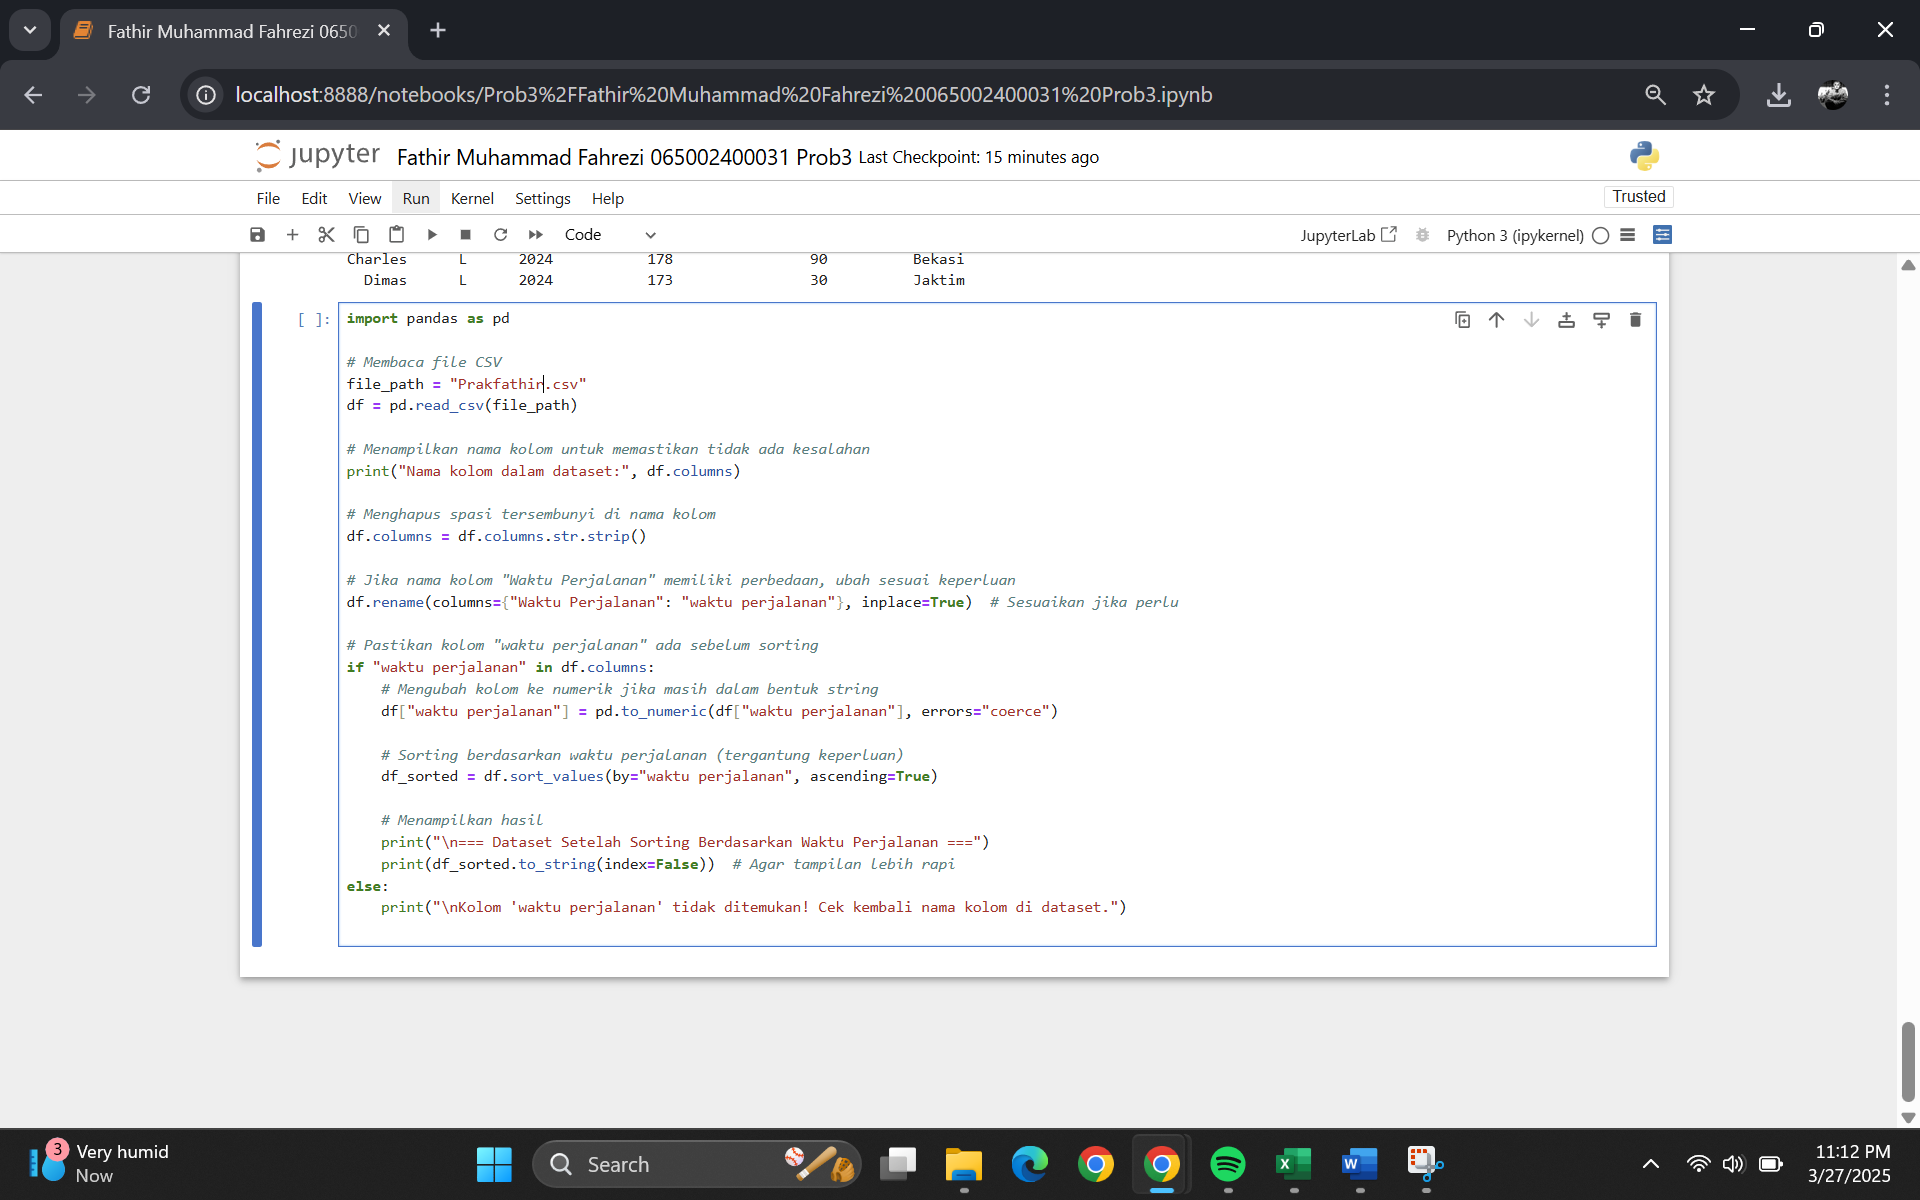 Fathir Muhammad Fahrezi 0650
localhost:8888/notebooks/Prob3%2FFathir%20Muhammad%20Fahrezi%20065002400031%20Prob3.ipynb
jupyter Fathir Muhammad Fahrezi 065002400031 Prob3 Last Checkpoint: 15 minutes ago
File Edit View Run Kernel Settings Help Trusted
Code JupyterLab Python 3 (ipykernel)
Charles L 2024 178 90 Bekasi
Dimas L 2024 173 30 Jaktim
[ ]: import pandas as pd
# Membaca file CSV
file_path = "Prakfathir.csv"
df = pd.read_csv(file_path)
# Menampilkan nama kolom untuk memastikan tidak ada kesalahan
print("Nama kolom dalam dataset:", df.columns)
# Menghapus spasi tersembunyi di nama kolom
df.columns = df.columns.str.strip()
# Jika nama kolom "Waktu Perjalanan" memiliki perbedaan, ubah sesuai keperluan
df.rename(columns={"Waktu Perjalanan": "waktu perjalanan"}, inplace=True)  # Sesuaikan jika perlu
# Pastikan kolom "waktu perjalanan" ada sebelum sorting
if "waktu perjalanan" in df.columns:
    # Mengubah kolom ke numerik jika masih dalam bentuk string
    df["waktu perjalanan"] = pd.to_numeric(df["waktu perjalanan"], errors="coerce")
    # Sorting berdasarkan waktu perjalanan (tergantung keperluan)
    df_sorted = df.sort_values(by="waktu perjalanan", ascending=True)
    # Menampilkan hasil
    print("\n=== Dataset Setelah Sorting Berdasarkan Waktu Perjalanan ===")
    print(df_sorted.to_string(index=False))  # Agar tampilan lebih rapi
else:
    print("\nKolom 'waktu perjalanan' tidak ditemukan! Cek kembali nama kolom di dataset.")
3 Very humid
Now
Search
11:12 PM
3/27/2025